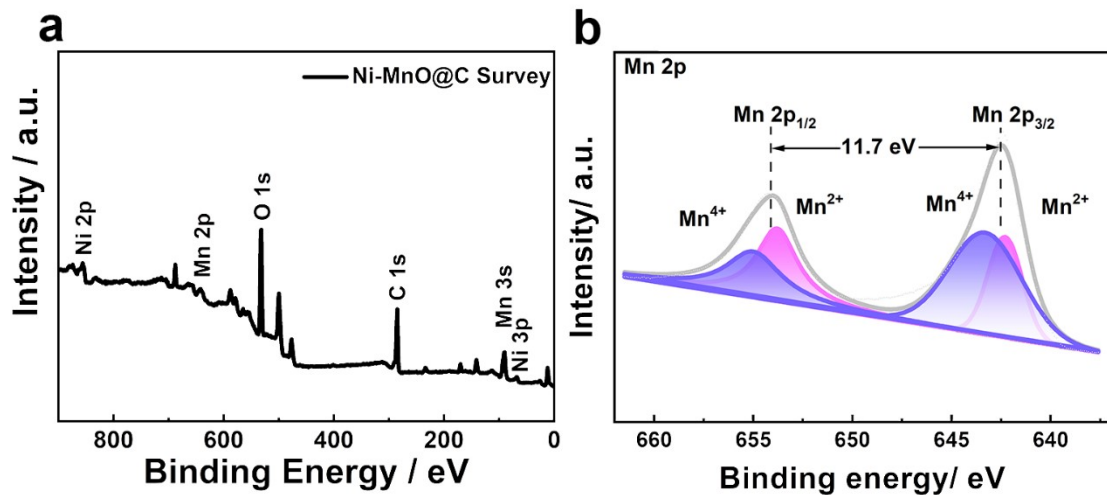 a
Ni-MnO@C Survey
Ni 2p
Mn 2p
O 1s
C 1s
Mn 3s
Ni 3p
Intensity / a.u.
800 600 400 200 0
Binding Energy / eV
b
Mn 2p
Mn 2p1/2
Mn 2p3/2
11.7 eV
Mn4+
Mn2+
Mn4+
Mn2+
Intensity/ a.u.
660 655 650 645 640
Binding energy/ eV